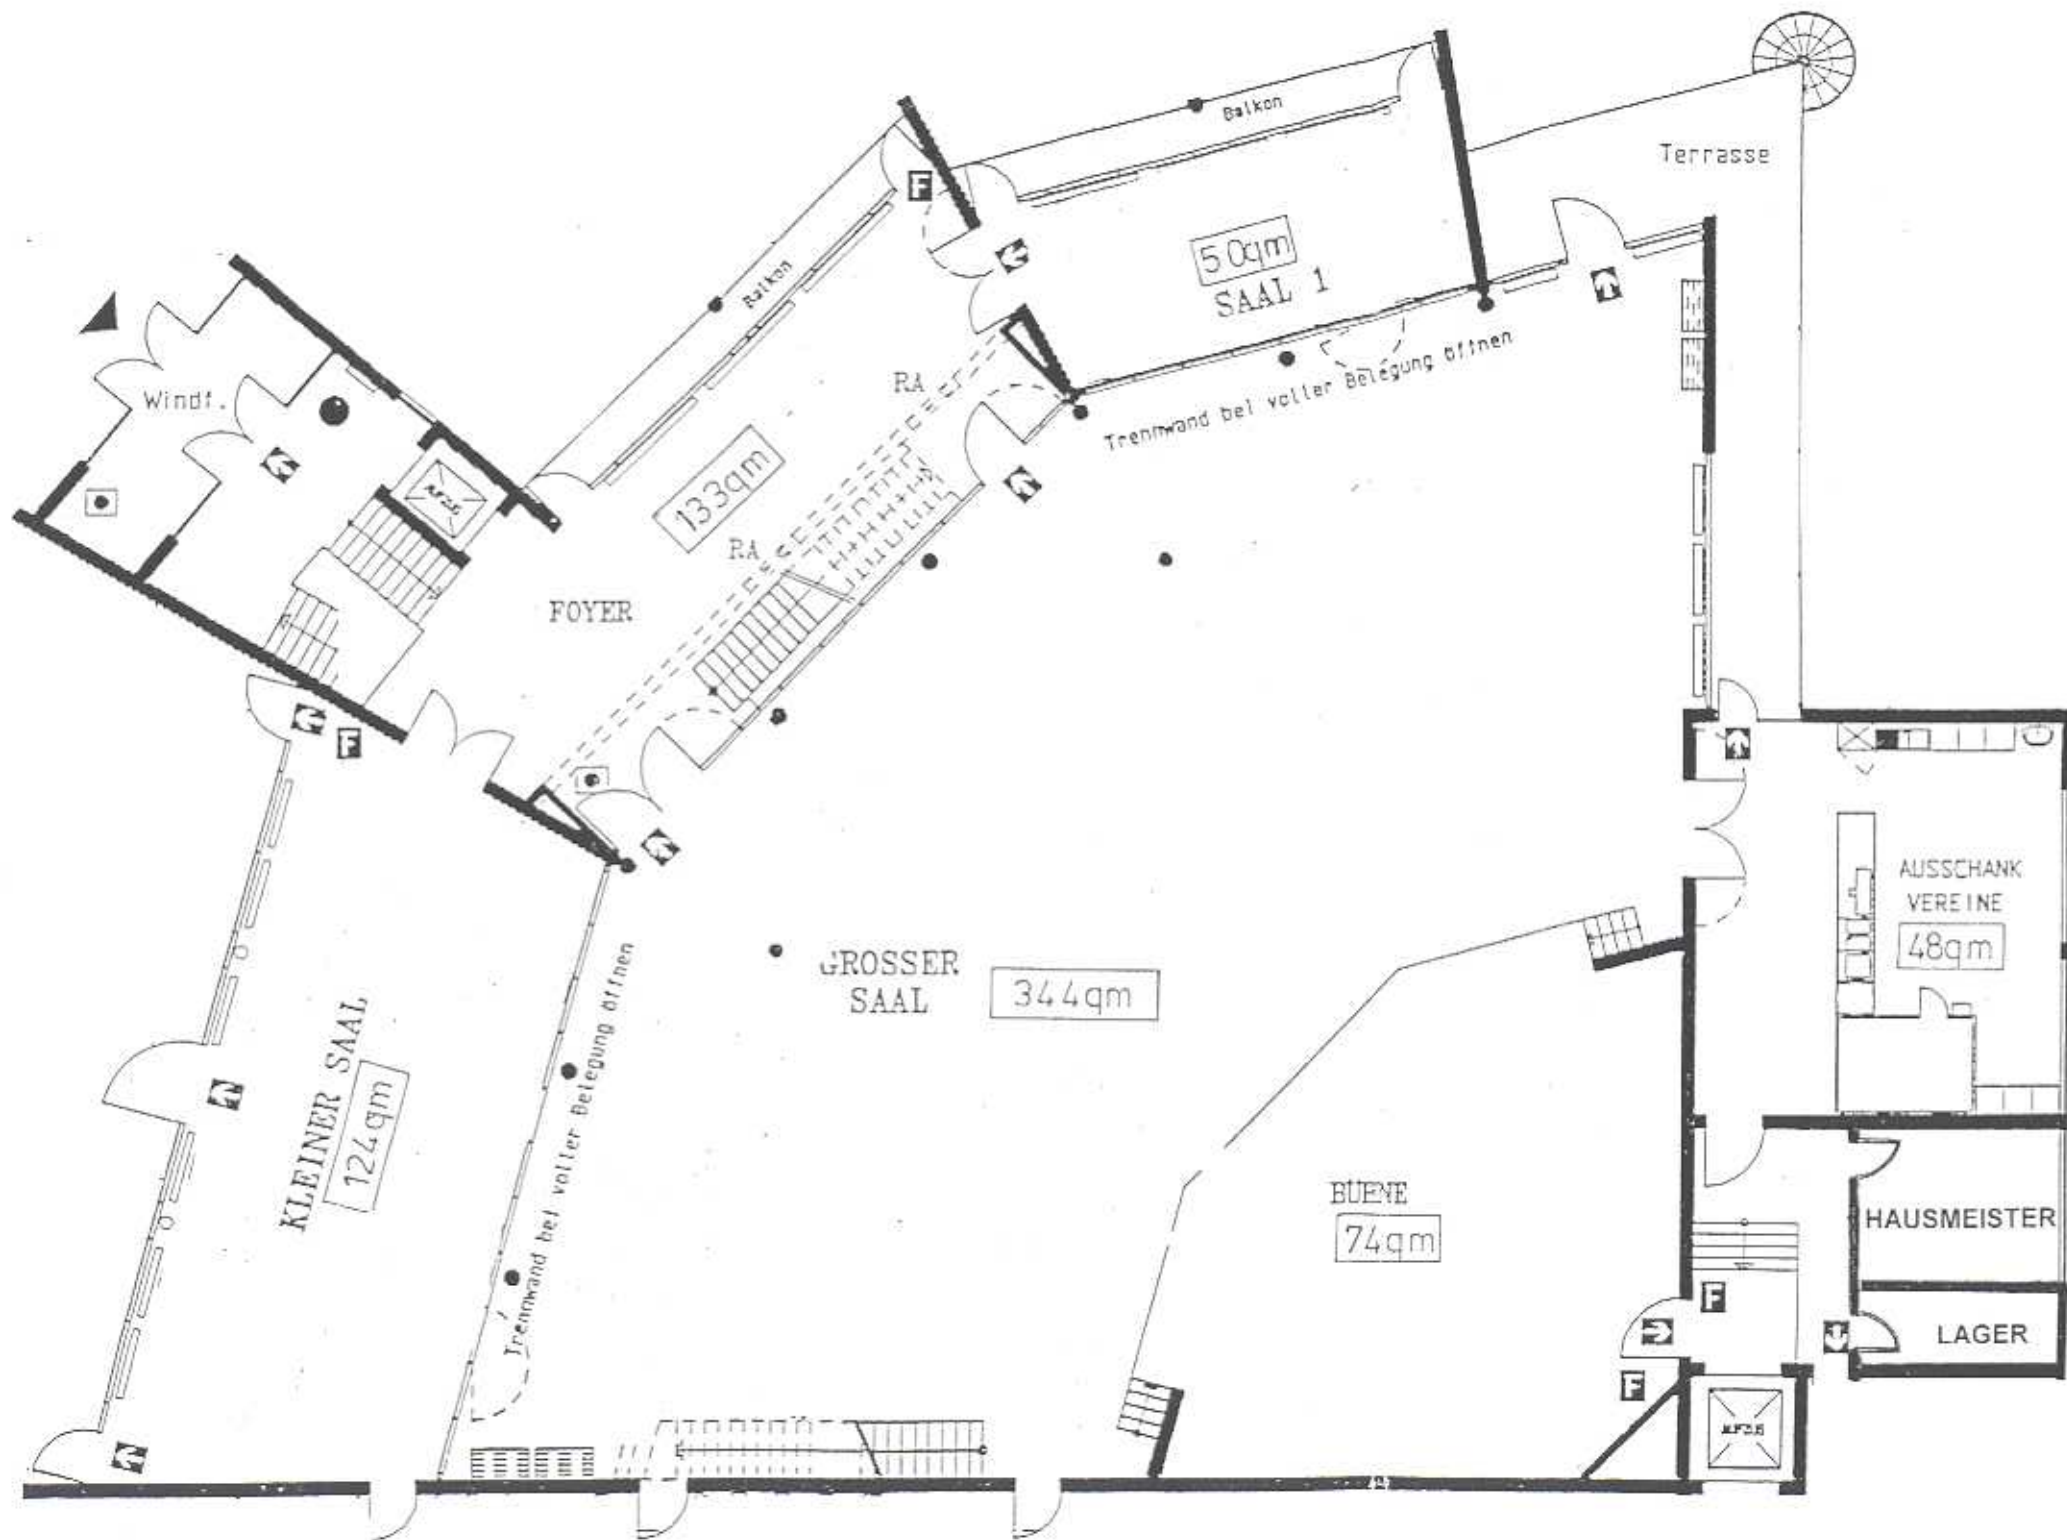 Balkon
Terrasse
F
50qm
SAAL 1
Balkon
Windf.
RA
Trennwand bei voller Belegung öffnen
133qm
RA
FOYER
F
AUSSCHANK
VEREINE
48qm
GROSSER
SAAL
344qm
KLEINER SAAL
124qm
Trennwand bei voller Belegung öffnen
BUENE
74qm
HAUSMEISTER
F
LAGER
F